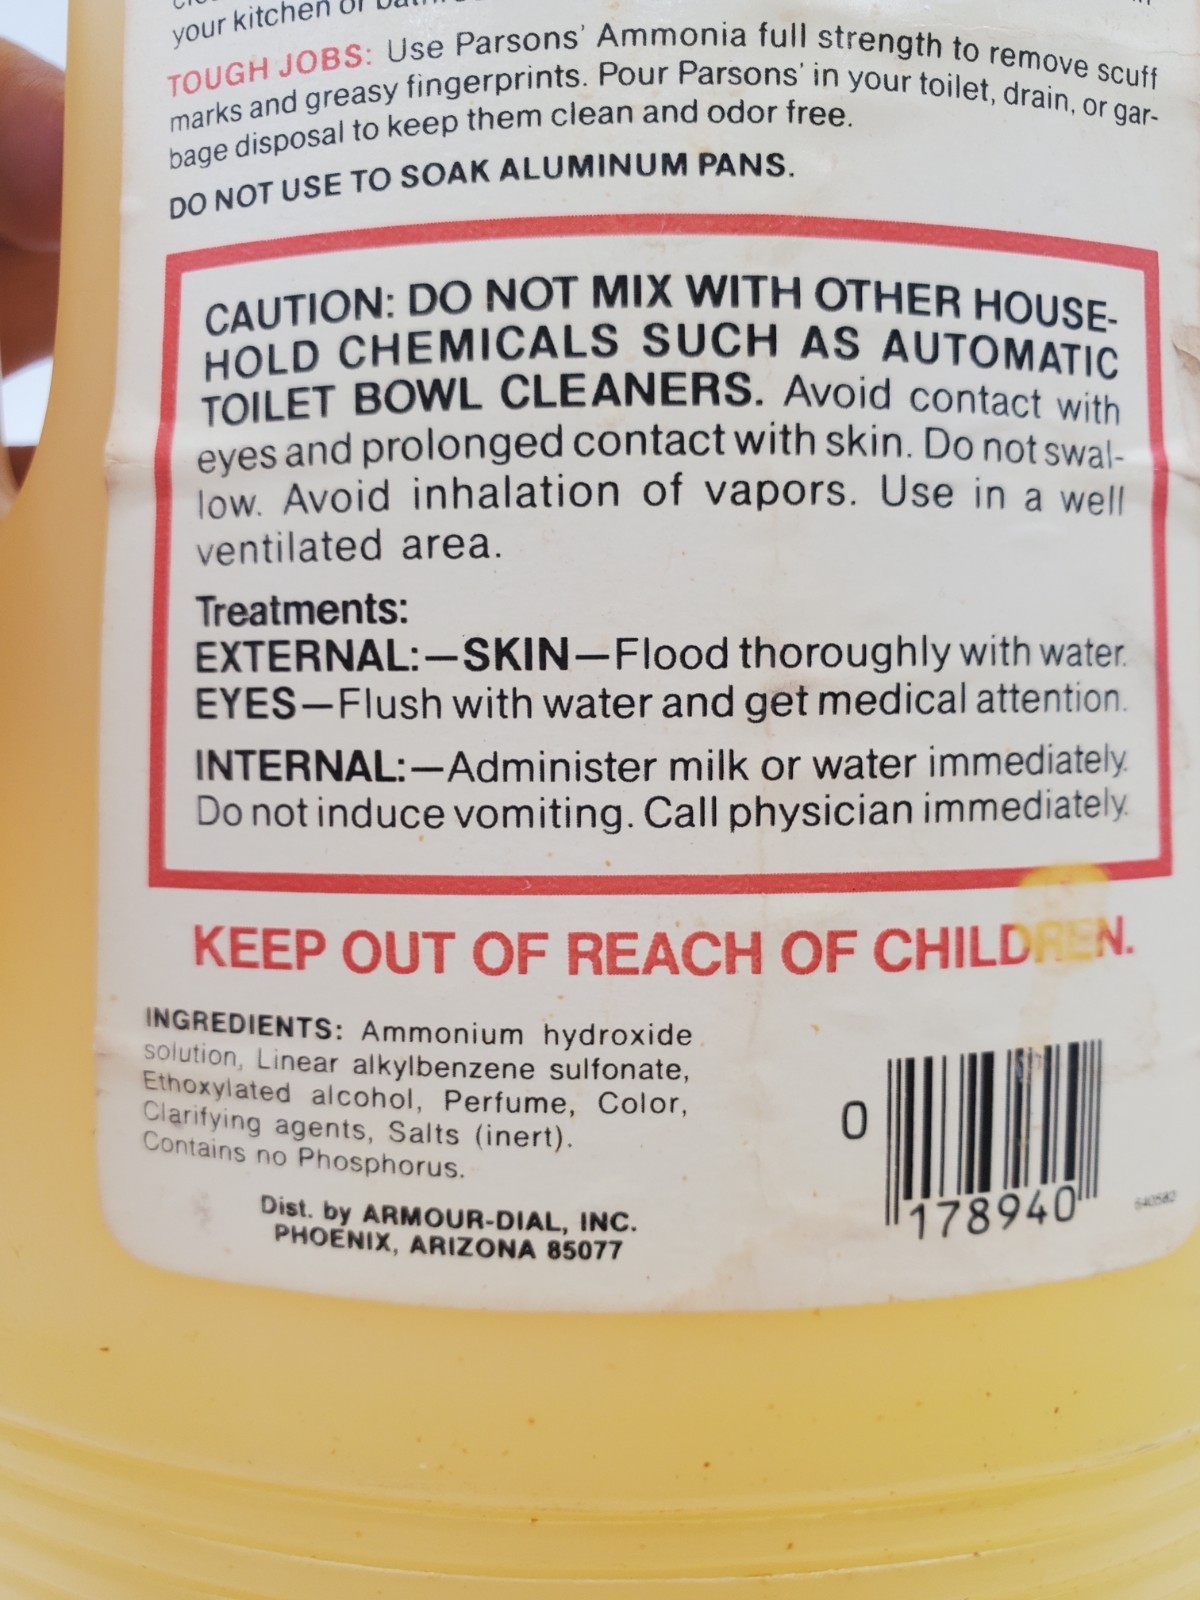 your kitchen or
TOUGH JOBS: Use Parsons' Ammonia full strength to remove scuff
marks and greasy fingerprints. Pour Parsons' in your toilet, drain, or gar-
bage disposal to keep them clean and odor free.
DO NOT USE TO SOAK ALUMINUM PANS.
CAUTION: DO NOT MIX WITH OTHER HOUSE-
HOLD CHEMICALS SUCH AS AUTOMATIC
TOILET BOWL CLEANERS. Avoid contact with
eyes and prolonged contact with skin. Do not swal-
low. Avoid inhalation of vapors. Use in a well
ventilated area.
Treatments:
EXTERNAL:—SKIN—Flood thoroughly with water.
EYES—Flush with water and get medical attention.
INTERNAL:—Administer milk or water immediately.
Do not induce vomiting. Call physician immediately.
KEEP OUT OF REACH OF CHILDREN.
INGREDIENTS: Ammonium hydroxide
solution, Linear alkylbenzene sulfonate,
Ethoxylated alcohol, Perfume, Color,
Clarifying agents, Salts (inert).
Contains no Phosphorus.
Dist. by ARMOUR-DIAL, INC.
PHOENIX, ARIZONA 85077
0
178940